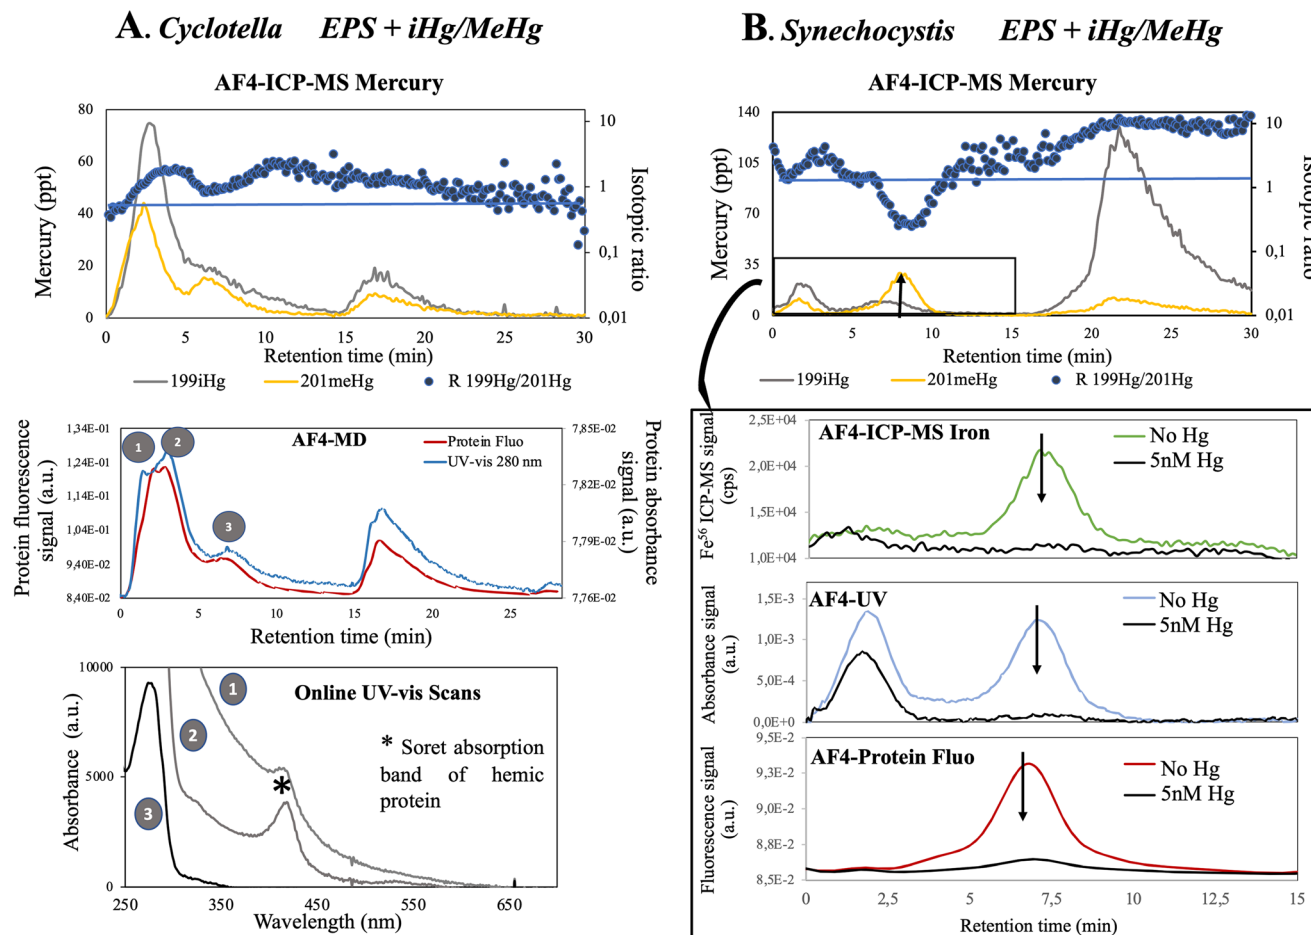 A. Cyclotella EPS + iHg/MeHg
AF4-ICP-MS Mercury
80
60
40
20
0
Mercury (ppt)
10
1
0,1
0,01
Isotopic ratio
0 5 10 15 20 25 30
Retention time (min)
199iHg 201meHg R 199Hg/201Hg
AF4-MD
Protein Fluo
UV-vis 280 nm
1
2
3
1,34E-01
1,24E-01
1,14E-01
1,04E-01
9,40E-02
8,40E-02
Protein fluorescence
signal (a.u.)
7,85E-02
7,82E-02
7,79E-02
7,76E-02
Protein absorbance
signal (a.u.)
0 5 10 15 20 25
Retention time (min)
Online UV-vis Scans
* Soret absorption
band of hemic
protein
*
1
2
3
10000
5000
0
Absorbance (a.u.)
250 350 450 550 650
Wavelength (nm)
B. Synechocystis EPS + iHg/MeHg
AF4-ICP-MS Mercury
140
105
70
35
0
Mercury (ppt)
10
1
0,1
0,01
Isotopic ratio
0 5 10 15 20 25 30
Retention time (min)
199iHg 201meHg R 199Hg/201Hg
AF4-ICP-MS Iron
No Hg
5nM Hg
2,5E+04
2,0E+04
1,5E+04
1,0E+04
Fe56 ICP-MS signal
(cps)
AF4-UV
No Hg
5nM Hg
1,5E-3
1,0E-3
5,0E-4
0,0E+0
Absorbance signal
(a.u.)
AF4-Protein Fluo
No Hg
5nM Hg
9,5E-2
9,3E-2
9,0E-2
8,8E-2
8,5E-2
Fluorescence signal
(a.u.)
0 2,5 5 7,5 10 12,5 15
Retention time (min)